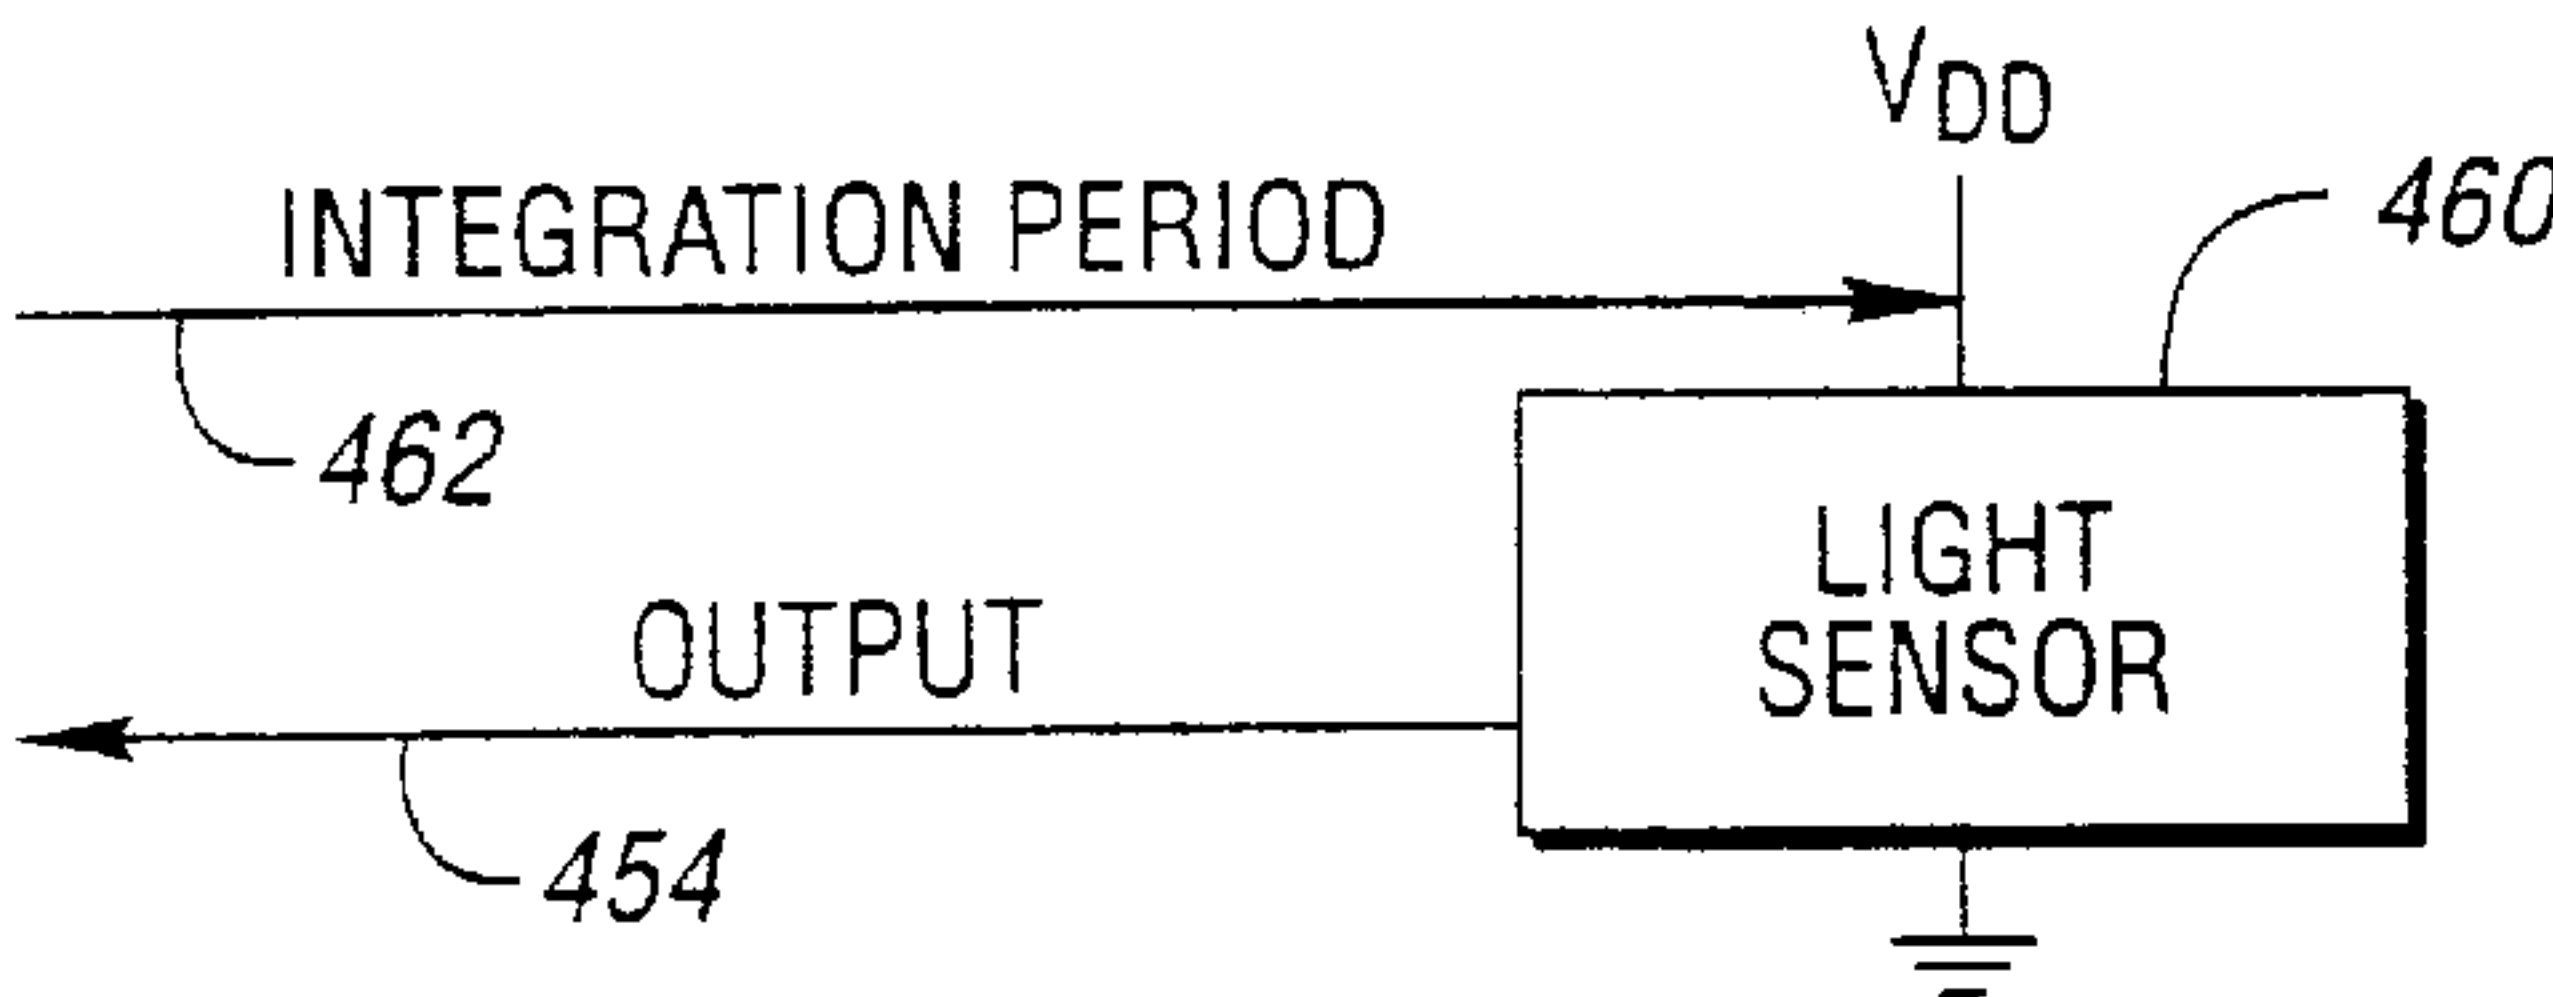 VDD
460
INTEGRATION PERIOD
462
LIGHT
SENSOR
OUTPUT
454